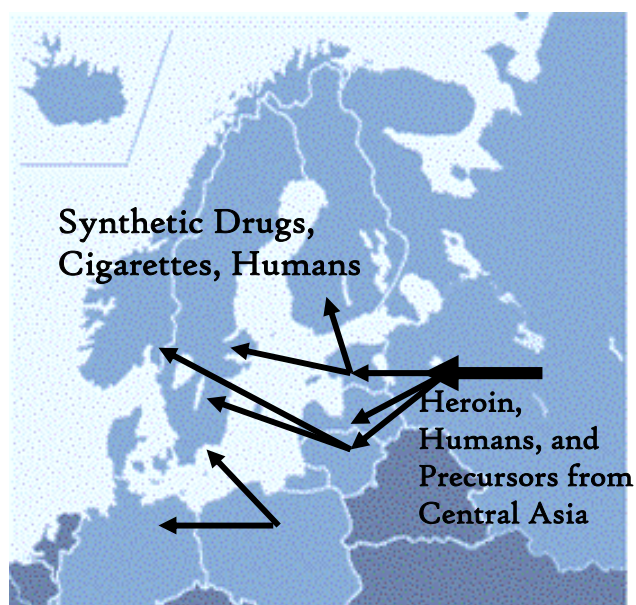 Synthetic Drugs,
Cigarettes, Humans
Heroin,
Humans, and
Precursors from
Central Asia